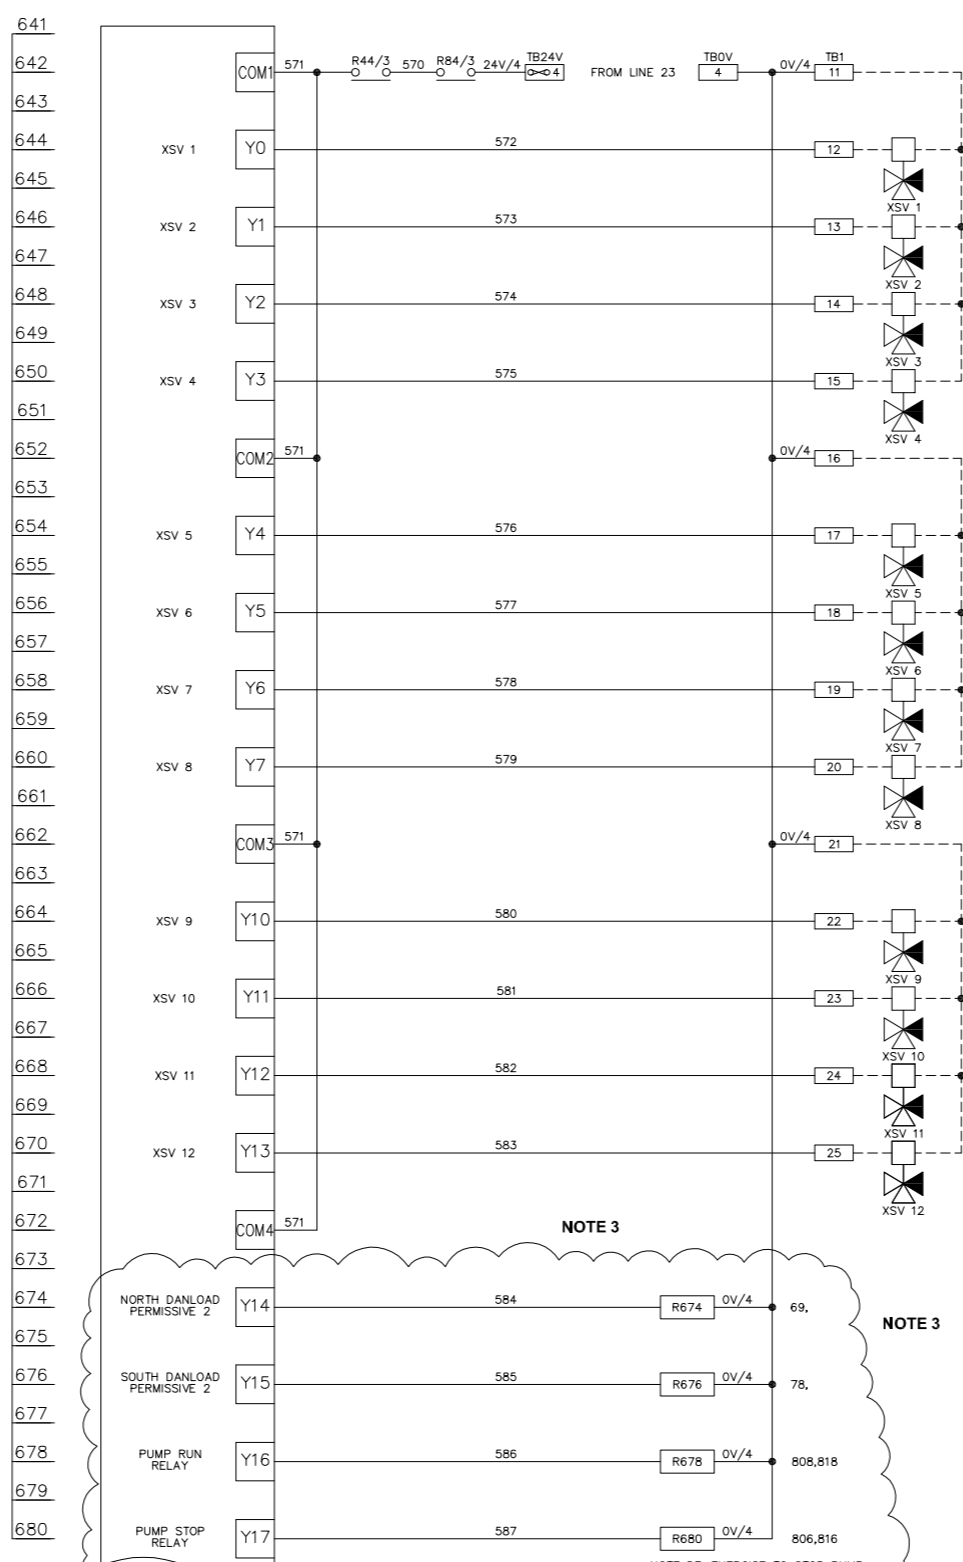 641
642 COM1 571 R44/3 570 R84/3 24V/4 TB24V 4 FROM LINE 23 TB0V 4 0V/4 TB1 11
643
644 XSV 1 Y0 572 12
645 XSV 1
646 XSV 2 Y1 573 13
647 XSV 2
648 XSV 3 Y2 574 14
649 XSV 3
650 XSV 4 Y3 575 15
651 XSV 4
652 COM2 571 0V/4 16
653
654 XSV 5 Y4 576 17
655 XSV 5
656 XSV 6 Y5 577 18
657 XSV 6
658 XSV 7 Y6 578 19
659 XSV 7
660 XSV 8 Y7 579 20
661 XSV 8
662 COM3 571 0V/4 21
663
664 XSV 9 Y10 580 22
665 XSV 9
666 XSV 10 Y11 581 23
667 XSV 10
668 XSV 11 Y12 582 24
669 XSV 11
670 XSV 12 Y13 583 25
671 XSV 12
672 COM4 571 NOTE 3
673
674 NORTH DANLOAD PERMISSIVE 2 Y14 584 R674 0V/4 69, NOTE 3
675
676 SOUTH DANLOAD PERMISSIVE 2 Y15 585 R676 0V/4 78,
677
678 PUMP RUN RELAY Y16 586 R678 0V/4 808,818
679
680 PUMP STOP RELAY Y17 587 R680 0V/4 806,816